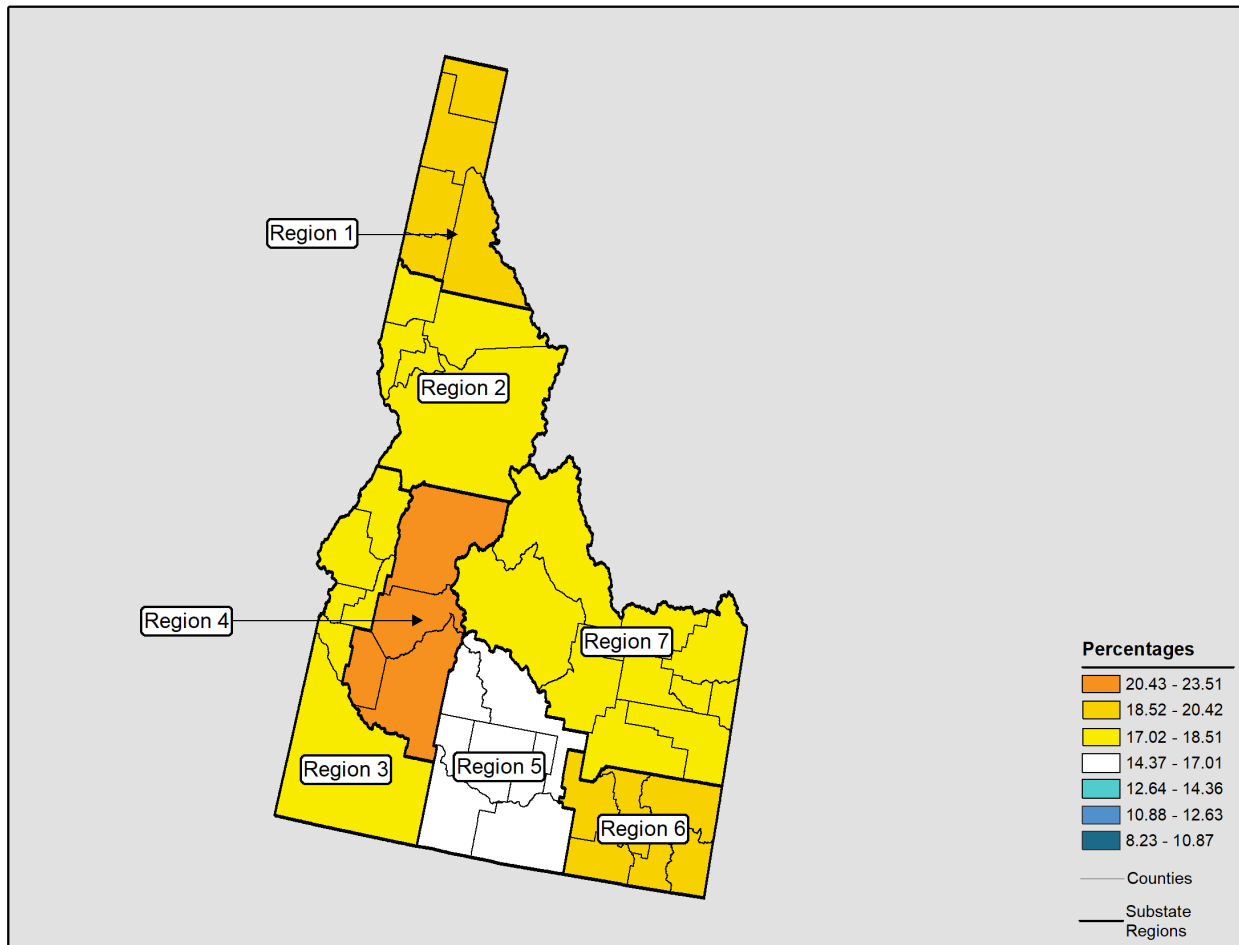 Region 1
Region 2
Region 4
Region 7
Region 3
Region 5
Region 6
Percentages
20.43 - 23.51
18.52 - 20.42
17.02 - 18.51
14.37 - 17.01
12.64 - 14.36
10.88 - 12.63
8.23 - 10.87
Counties
Substate
Regions